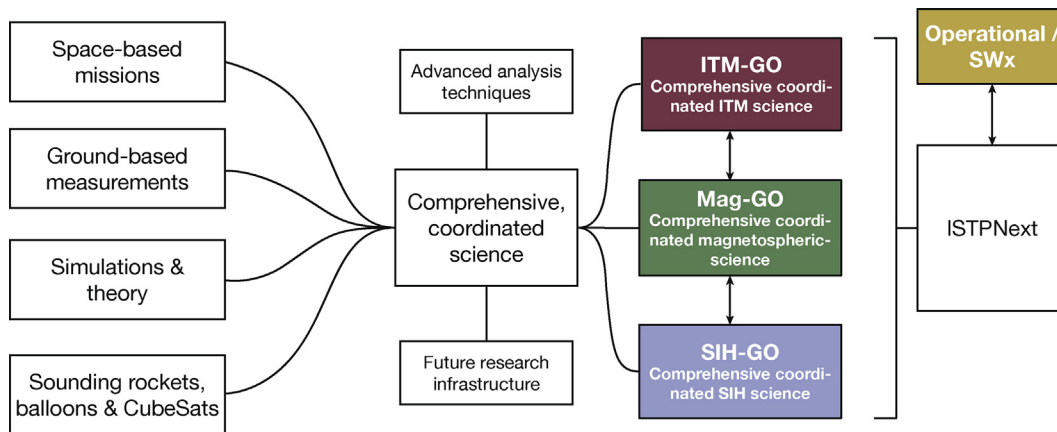 Space-based
missions
Ground-based
measurements
Simulations &
theory
Sounding rockets,
balloons & CubeSats
Advanced analysis
techniques
Comprehensive,
coordinated
science
Future research
infrastructure
ITM-GO
Comprehensive coordi-
nated ITM science
Mag-GO
Comprehensive coordi-
nated magnetospheric-
science
SIH-GO
Comprehensive coordi-
nated SIH science
Operational /
SWx
ISTPNext